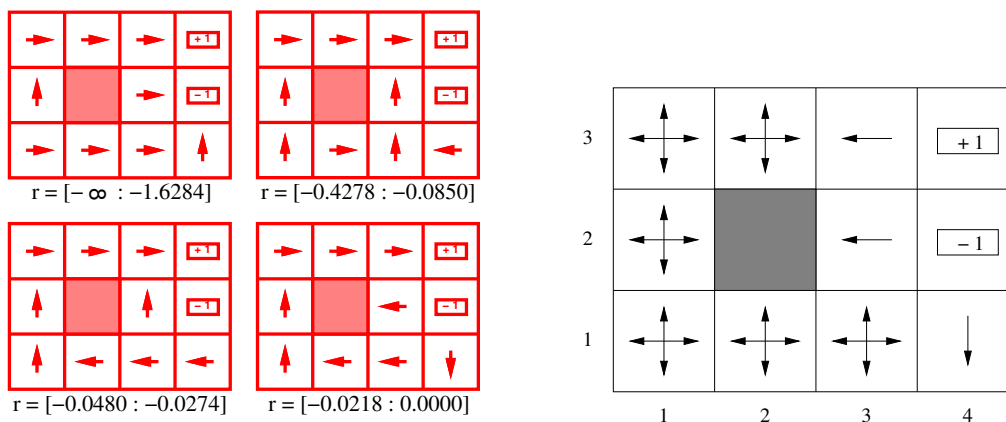 +1
+1
−1
−1
r = [−∞ : −1.6284]
r = [−0.4278 : −0.0850]
+1
+1
−1
−1
r = [−0.0480 : −0.0274]
r = [−0.0218 : 0.0000]
3
+1
2
−1
1
1 2 3 4